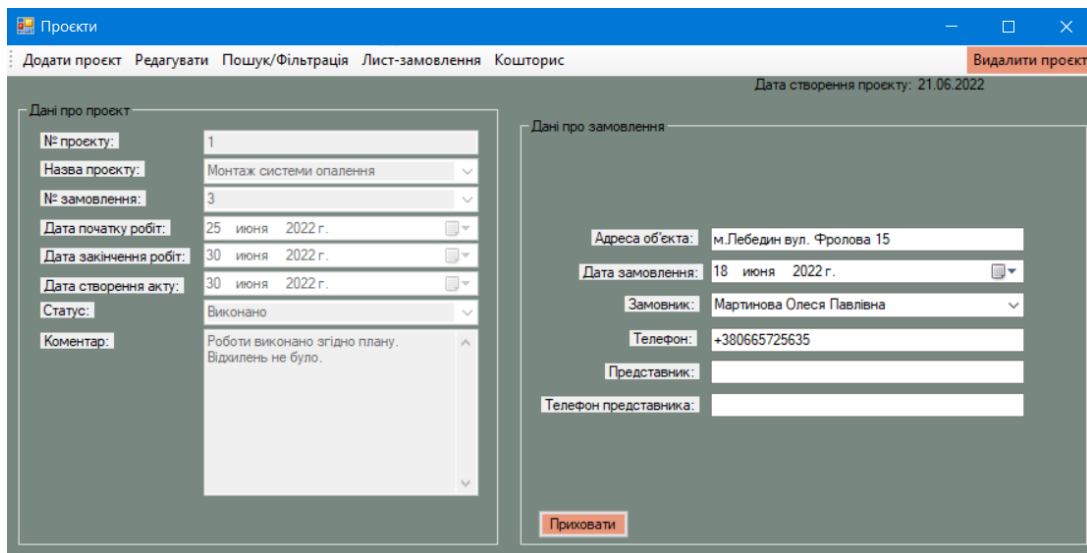 Проєкти
Додати проєкт Редагувати Пошук/Фільтрація Лист-замовлення Кошторис Видалити проєкт
Дата створення проєкту: 21.06.2022
Дані про проєкт
№ проєкту: 1
Назва проєкту: Монтаж системи опалення
№ замовлення: 3
Дата початку робіт: 25 июня 2022 г.
Дата закінчення робіт: 30 июня 2022 г.
Дата створення акту: 30 июня 2022 г.
Статус: Виконано
Коментар: Роботи виконано згідно плану.
Відхилень не було.
Дані про замовлення
Адреса об'єкта: м.Лебедин вул. Фролова 15
Дата замовлення: 18 июня 2022 г.
Замовник: Мартинова Олеся Павлівна
Телефон: +380665725635
Представник:
Телефон представника:
Приховати